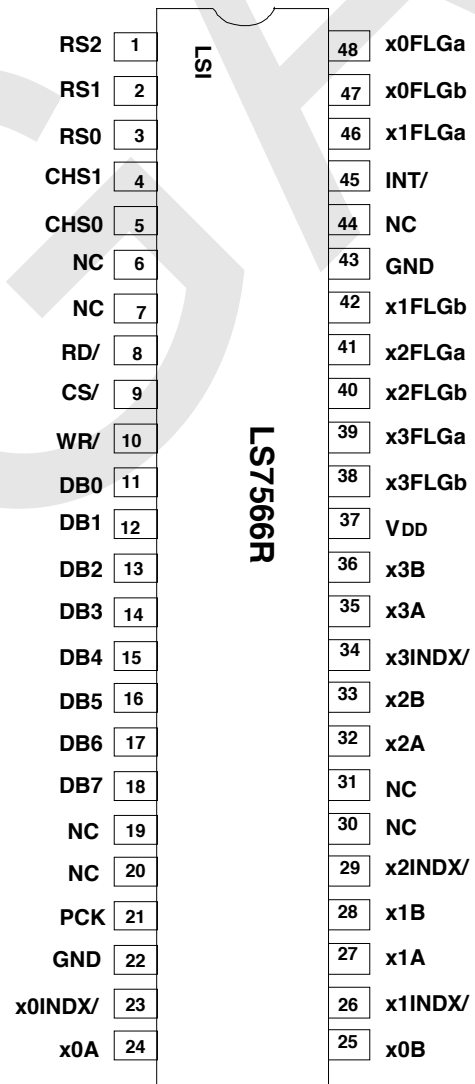 RS2 1 48 x0FLGa
LSI
RS1 2 47 x0FLGb
RS0 3 46 x1FLGa
CHS1 4 45 INT/
CHS0 5 44 NC
NC 6 43 GND
NC 7 42 x1FLGb
RD/ 8 41 x2FLGa
CS/ 9 40 x2FLGb
WR/ 10 39 x3FLGa
DB0 11 38 x3FLGb
LS7566R
DB1 12 37 VDD
DB2 13 36 x3B
DB3 14 35 x3A
DB4 15 34 x3INDX/
DB5 16 33 x2B
DB6 17 32 x2A
DB7 18 31 NC
NC 19 30 NC
NC 20 29 x2INDX/
PCK 21 28 x1B
GND 22 27 x1A
x0INDX/ 23 26 x1INDX/
x0A 24 25 x0B